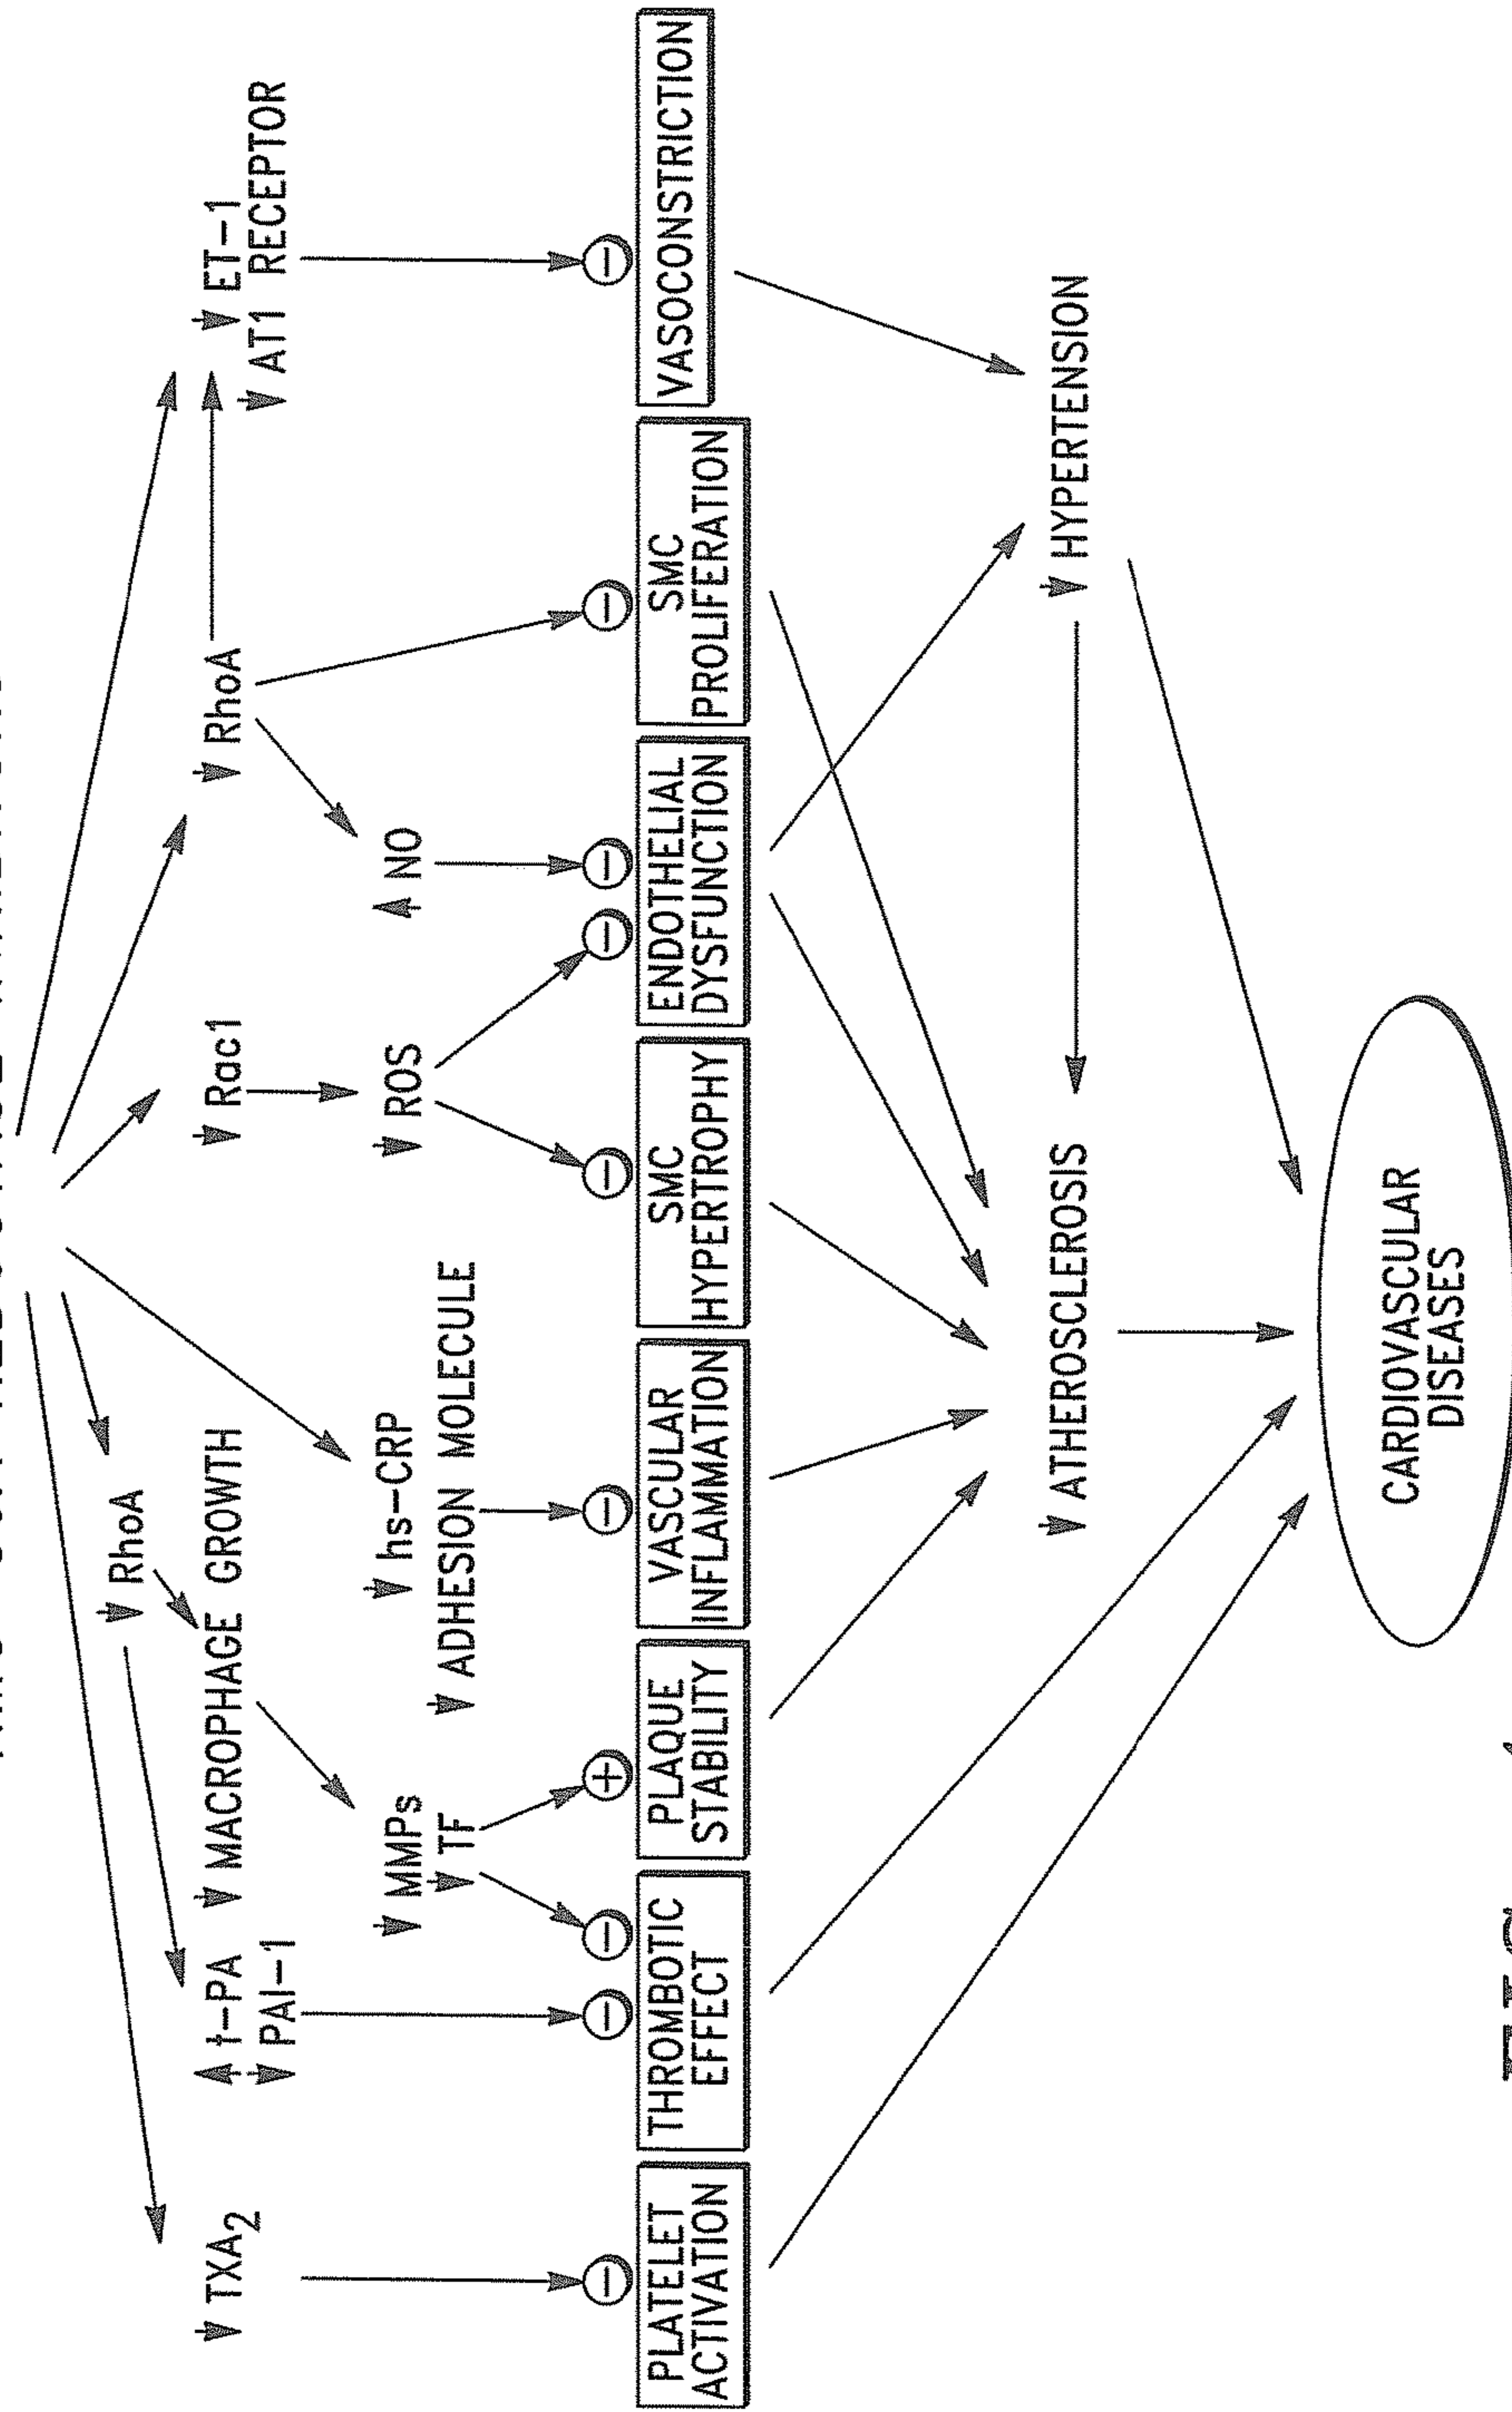 RhoA
TXA2
t-PA
PAI-1
MACROPHAGE GROWTH
Rac1
RhoA
ET-1
AT1 RECEPTOR
MMPs
TF
hs-CRP
ADHESION MOLECULE
ROS
NO
PLATELET
ACTIVATION
THROMBOTIC
EFFECT
PLAQUE
STABILITY
VASCULAR
INFLAMMATION
SMC
HYPERTROPHY
ENDOTHELIAL
DYSFUNCTION
SMC
PROLIFERATION
VASOCONSTRICTION
ATHEROSCLEROSIS
HYPERTENSION
CARDIOVASCULAR
DISEASES